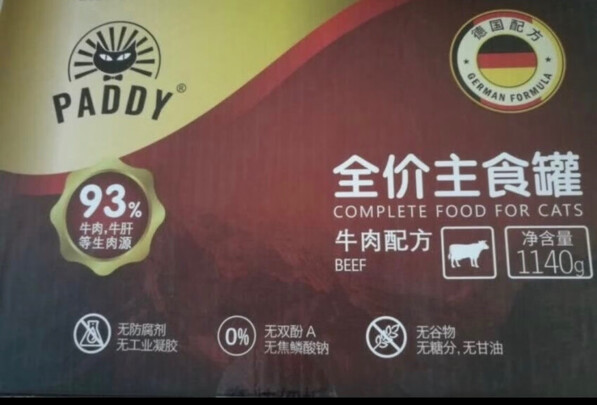 PADDY®
德国配方
GERMAN FORMULA
93%
牛肉,牛肝
等生肉源
全价主食罐
COMPLETE FOOD FOR CATS
牛肉配方
BEEF
净含量
1140g
无防腐剂
无工业凝胶
0%
无双酚A
无焦鳞酸钠
无谷物
无糖分,无甘油